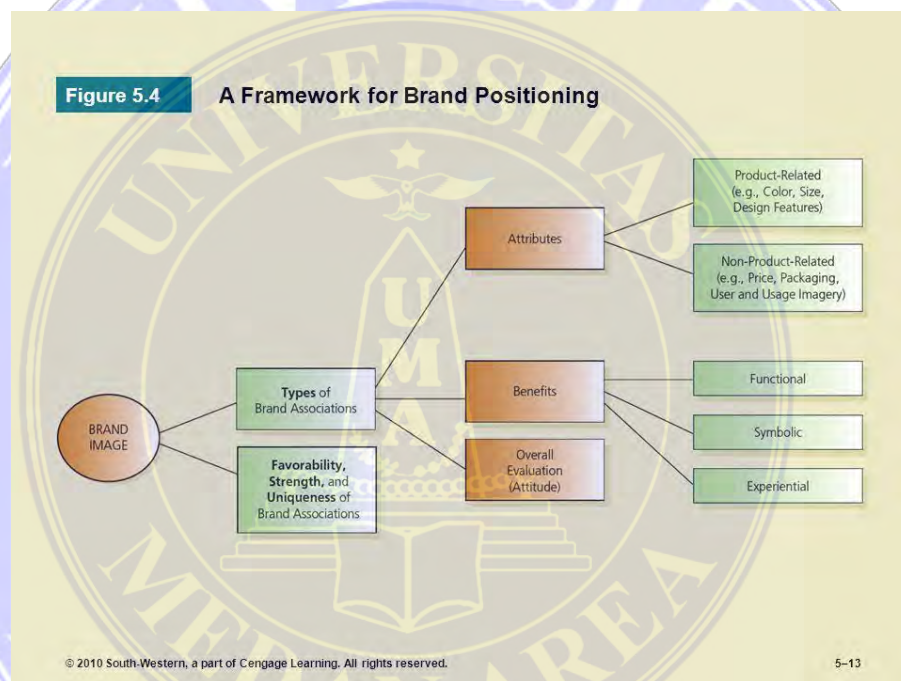 Figure 5.4
A Framework for Brand Positioning
UNIVERSITAS
UMA
MEDAN AREA
BRAND
IMAGE
Types of
Brand Associations
Favorability,
Strength, and
Uniqueness of
Brand Associations
Attributes
Benefits
Overall
Evaluation
(Attitude)
Product-Related
(e.g., Color, Size,
Design Features)
Non-Product-Related
(e.g., Price, Packaging,
User and Usage Imagery)
Functional
Symbolic
Experiential
© 2010 South-Western, a part of Cengage Learning. All rights reserved.
5–13